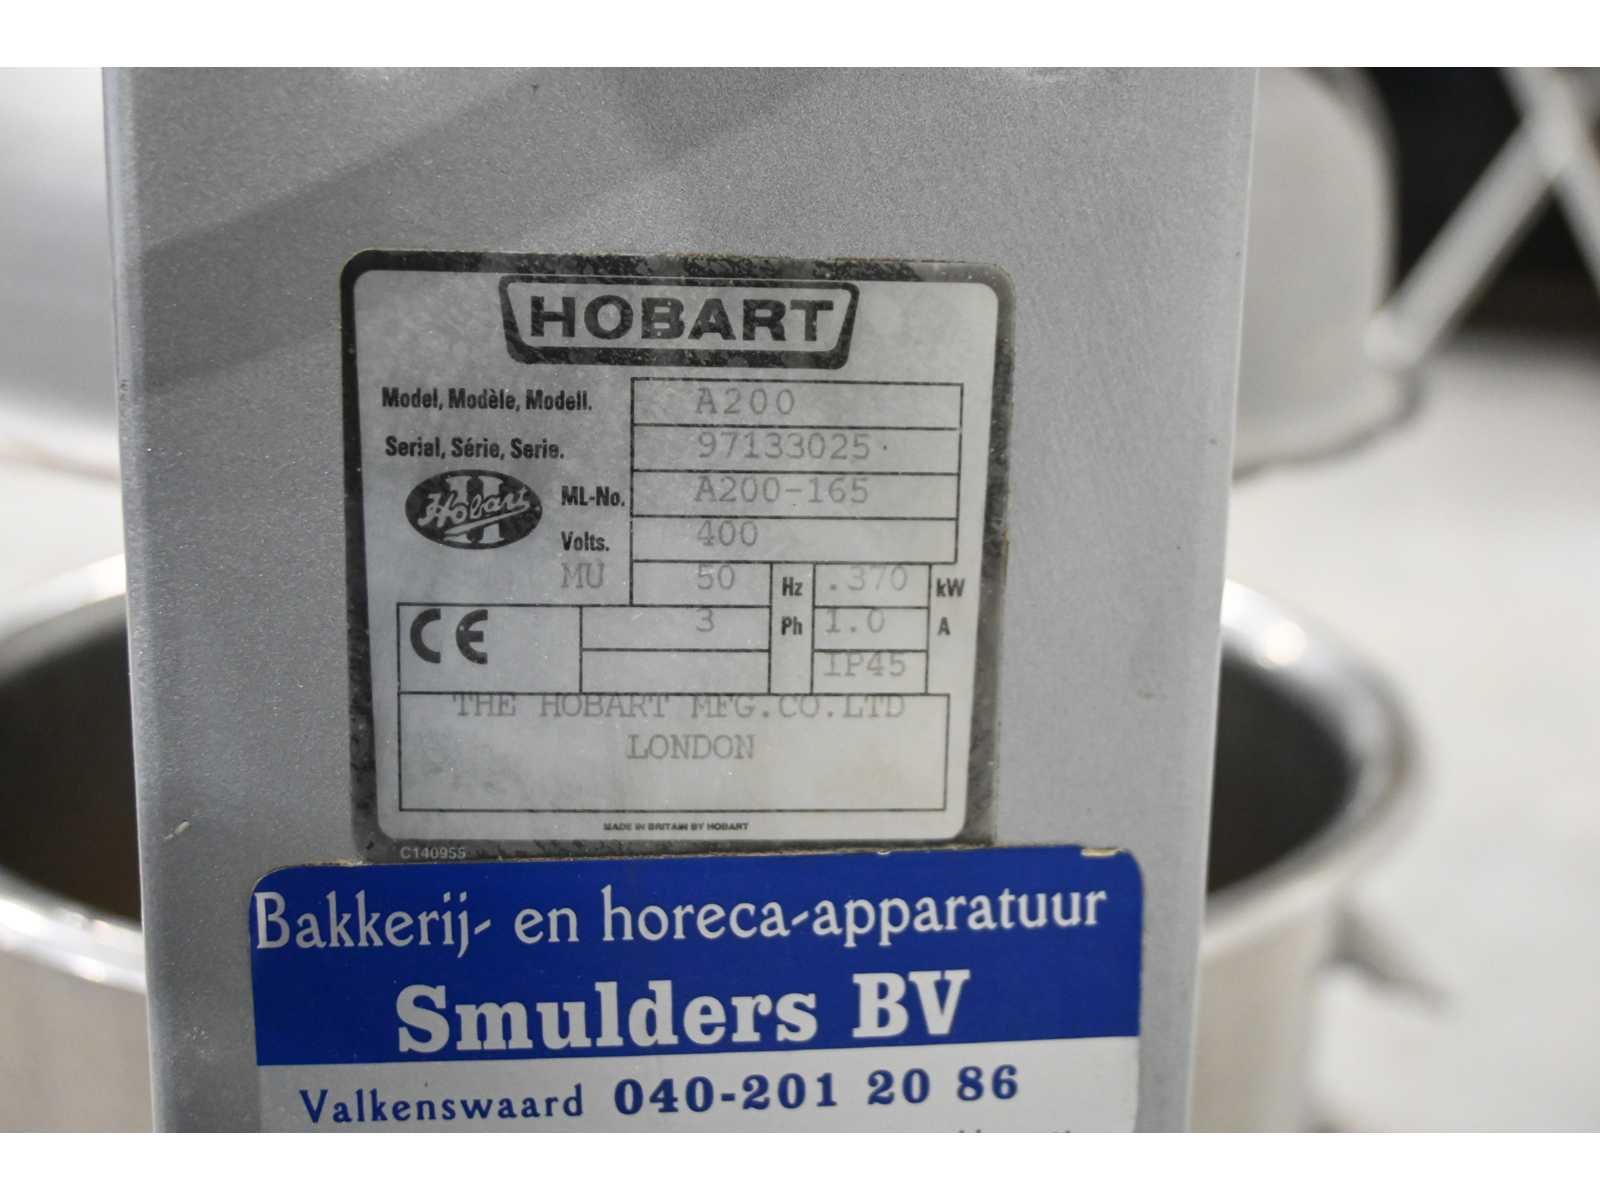 HOBART
Model, Modèle, Modell. A200
Serial, Série, Serie. 97133025
Hobart ML-No. A200-165
Volts. 400
MU 50 Hz .370 kW
CE 3 Ph 1.0 A
IP45
THE HOBART MFG.CO.LTD
LONDON
MADE IN BRITAIN BY HOBART
C140955
Bakkerij- en horeca-apparatuur
Smulders BV
Valkenswaard 040-201 20 86